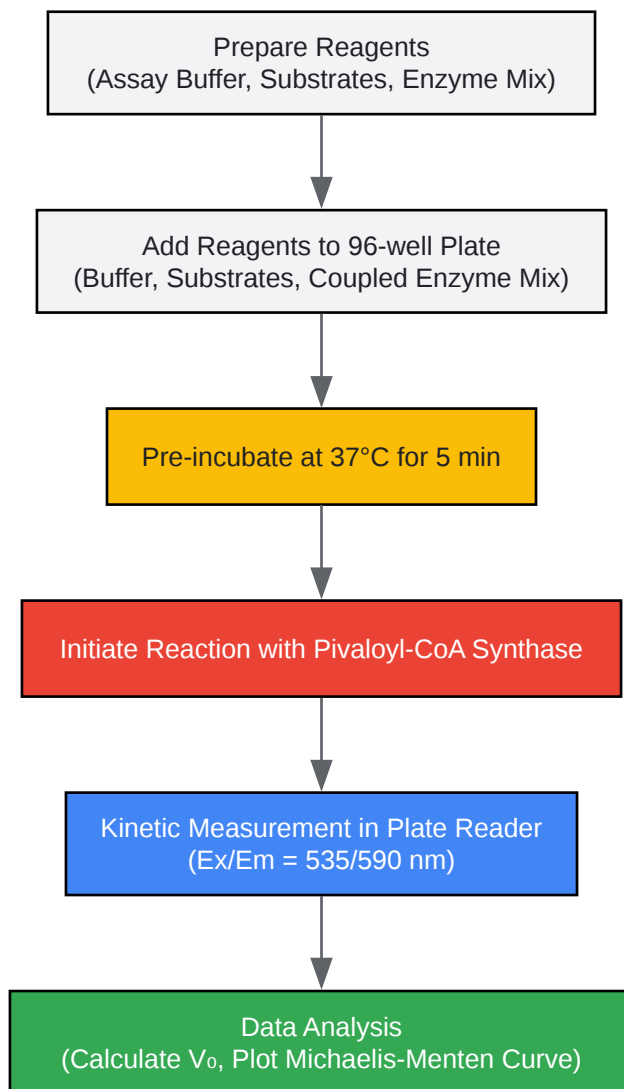 Prepare Reagents
(Assay Buffer, Substrates, Enzyme Mix)
Add Reagents to 96-well Plate
(Buffer, Substrates, Coupled Enzyme Mix)
Pre-incubate at 37°C for 5 min
Initiate Reaction with Pivaloyl-CoA Synthase
Kinetic Measurement in Plate Reader
(Ex/Em = 535/590 nm)
Data Analysis
(Calculate V₀, Plot Michaelis-Menten Curve)